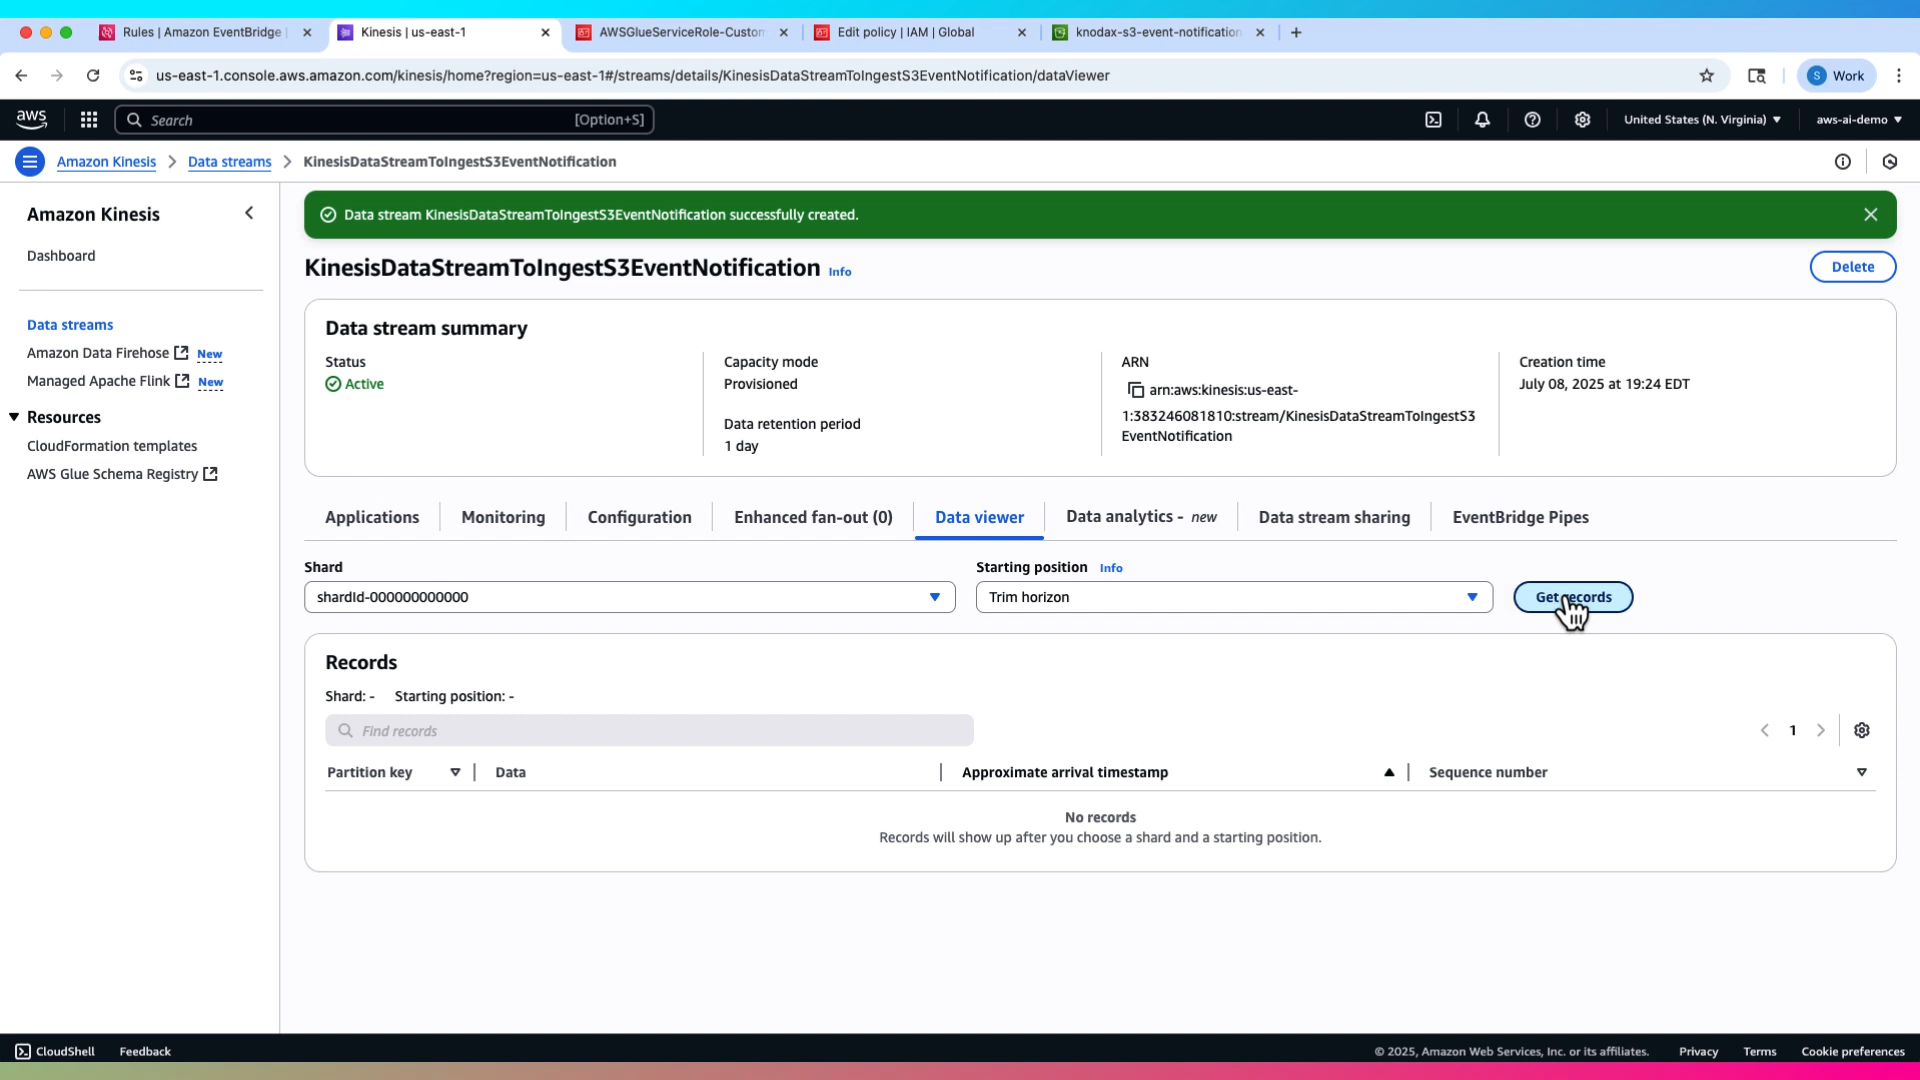 Rules | Amazon EventBridge
Kinesis | us-east-1
AWSGlueServiceRole-Custom
Edit policy | IAM | Global
knodax-s3-event-notification
us-east-1.console.aws.amazon.com/kinesis/home?region=us-east-1#/streams/details/KinesisDataStreamToIngestS3EventNotification/dataViewer
S Work
aws
Search [Option+S]
United States (N. Virginia)
aws-ai-demo
Amazon Kinesis
Data streams
KinesisDataStreamToIngestS3EventNotification
Amazon Kinesis
Dashboard
Data streams
Amazon Data Firehose New
Managed Apache Flink New
Resources
CloudFormation templates
AWS Glue Schema Registry
Data stream KinesisDataStreamToIngestS3EventNotification successfully created.
KinesisDataStreamToIngestS3EventNotification Info
Delete
Data stream summary
Status
Active
Capacity mode
Provisioned
Data retention period
1 day
ARN
arn:aws:kinesis:us-east-
1:383246081810:stream/KinesisDataStreamToIngestS3
EventNotification
Creation time
July 08, 2025 at 19:24 EDT
Applications
Monitoring
Configuration
Enhanced fan-out (0)
Data viewer
Data analytics - new
Data stream sharing
EventBridge Pipes
Shard
shardId-000000000000
Starting position Info
Trim horizon
Get records
Records
Shard: - Starting position: -
Find records
1
Partition key
Data
Approximate arrival timestamp
Sequence number
No records
Records will show up after you choose a shard and a starting position.
CloudShell
Feedback
© 2025, Amazon Web Services, Inc. or its affiliates.
Privacy
Terms
Cookie preferences